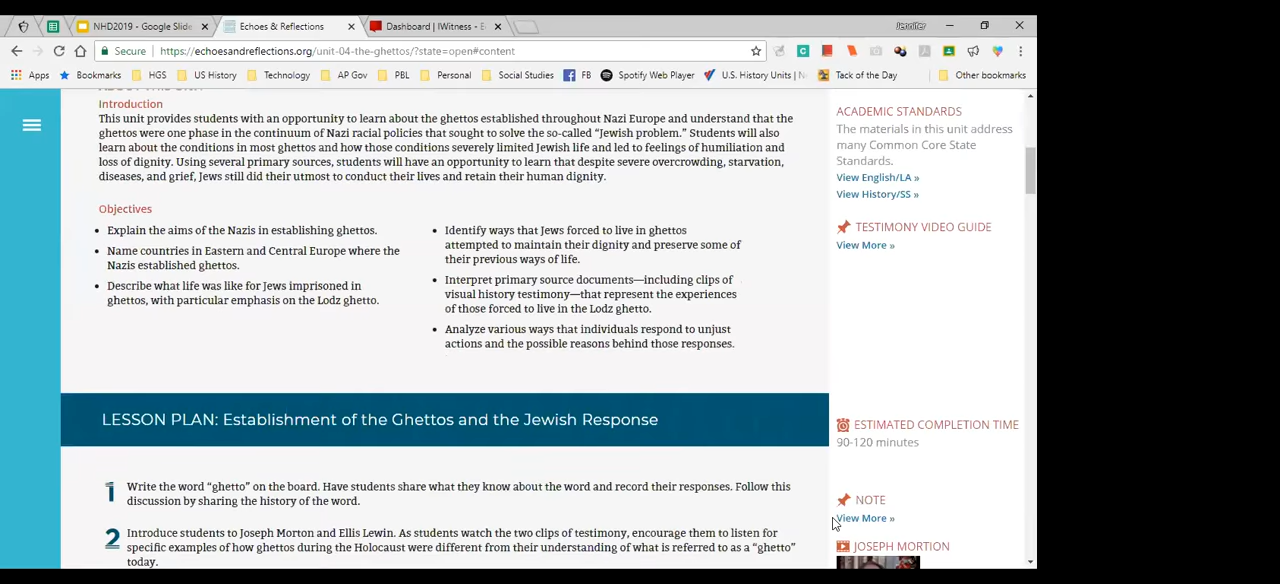 NHD2019 - Google Slide
Echoes & Reflections
Dashboard | IWitness - E
Jennifer
Secure
https://echoesandreflections.org/unit-04-the-ghettos/?state=open#content
Apps
Bookmarks
HGS
US History
Technology
AP Gov
PBL
Personal
Social Studies
FB
Spotify Web Player
U.S. History Units | N
Tack of the Day
Other bookmarks
Introduction
This unit provides students with an opportunity to learn about the ghettos established throughout Nazi Europe and understand that the
ghettos were one phase in the continuum of Nazi racial policies that sought to solve the so-called “Jewish problem.” Students will also
learn about the conditions in most ghettos and how those conditions severely limited Jewish life and led to feelings of humiliation and
loss of dignity. Using several primary sources, students will have an opportunity to learn that despite severe overcrowding, starvation,
diseases, and grief, Jews still did their utmost to conduct their lives and retain their human dignity.
Objectives
• Explain the aims of the Nazis in establishing ghettos.
• Name countries in Eastern and Central Europe where the
Nazis established ghettos.
• Describe what life was like for Jews imprisoned in
ghettos, with particular emphasis on the Lodz ghetto.
• Identify ways that Jews forced to live in ghettos
attempted to maintain their dignity and preserve some of
their previous ways of life.
• Interpret primary source documents—including clips of
visual history testimony—that represent the experiences
of those forced to live in the Lodz ghetto.
• Analyze various ways that individuals respond to unjust
actions and the possible reasons behind those responses.
LESSON PLAN: Establishment of the Ghettos and the Jewish Response
1 Write the word “ghetto” on the board. Have students share what they know about the word and record their responses. Follow this
discussion by sharing the history of the word.
2 Introduce students to Joseph Morton and Ellis Lewin. As students watch the two clips of testimony, encourage them to listen for
specific examples of how ghettos during the Holocaust were different from their understanding of what is referred to as a “ghetto”
today.
ACADEMIC STANDARDS
The materials in this unit address
many Common Core State
Standards.
View English/LA »
View History/SS »
TESTIMONY VIDEO GUIDE
View More »
ESTIMATED COMPLETION TIME
90-120 minutes
NOTE
View More »
JOSEPH MORTION